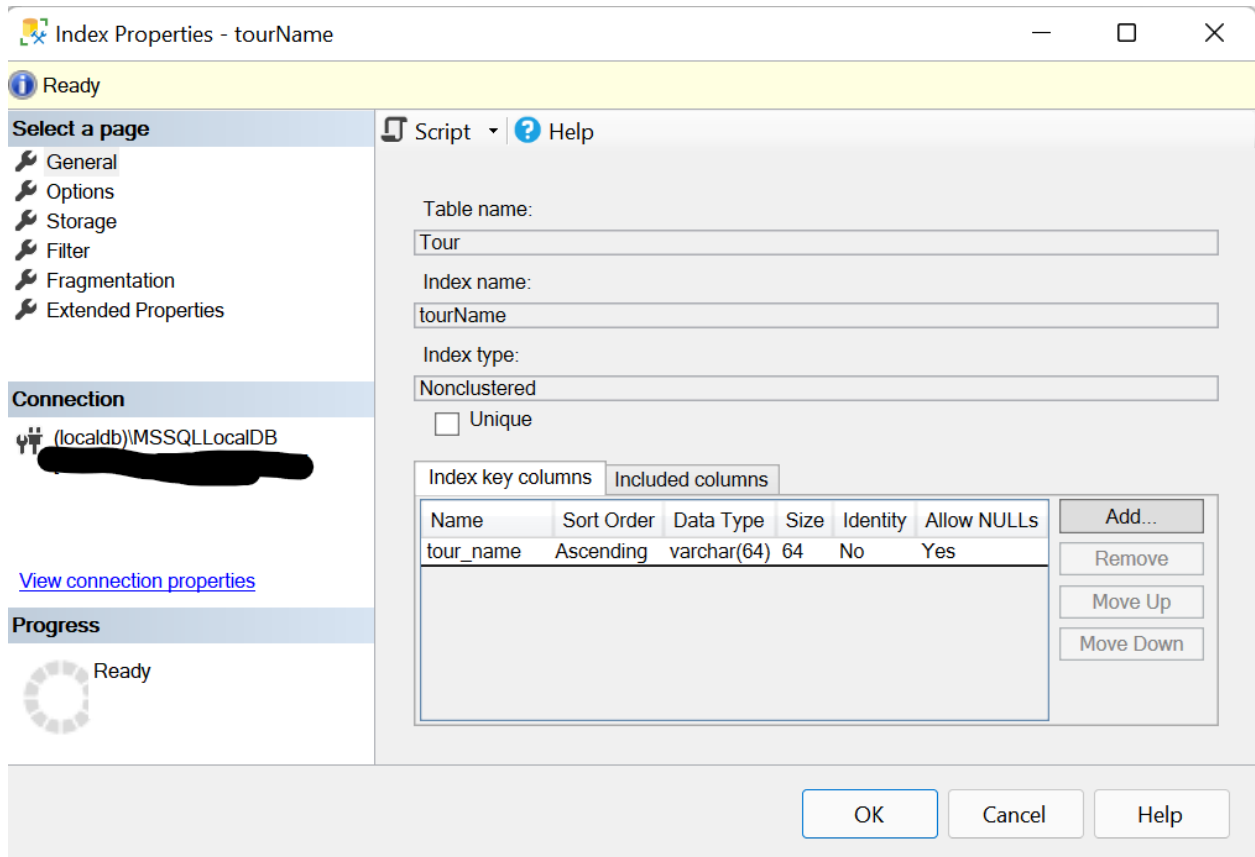 Index Properties - tourName
Ready
Select a page
General
Options
Storage
Filter
Fragmentation
Extended Properties
Connection
(localdb)\MSSQLLocalDB
View connection properties
Progress
Ready
Script
Help
Table name:
Tour
Index name:
tourName
Index type:
Nonclustered
Unique
Index key columns Included columns
Name Sort Order Data Type Size Identity Allow NULLs
tour_name Ascending varchar(64) 64 No Yes
Add...
Remove
Move Up
Move Down
OK Cancel Help